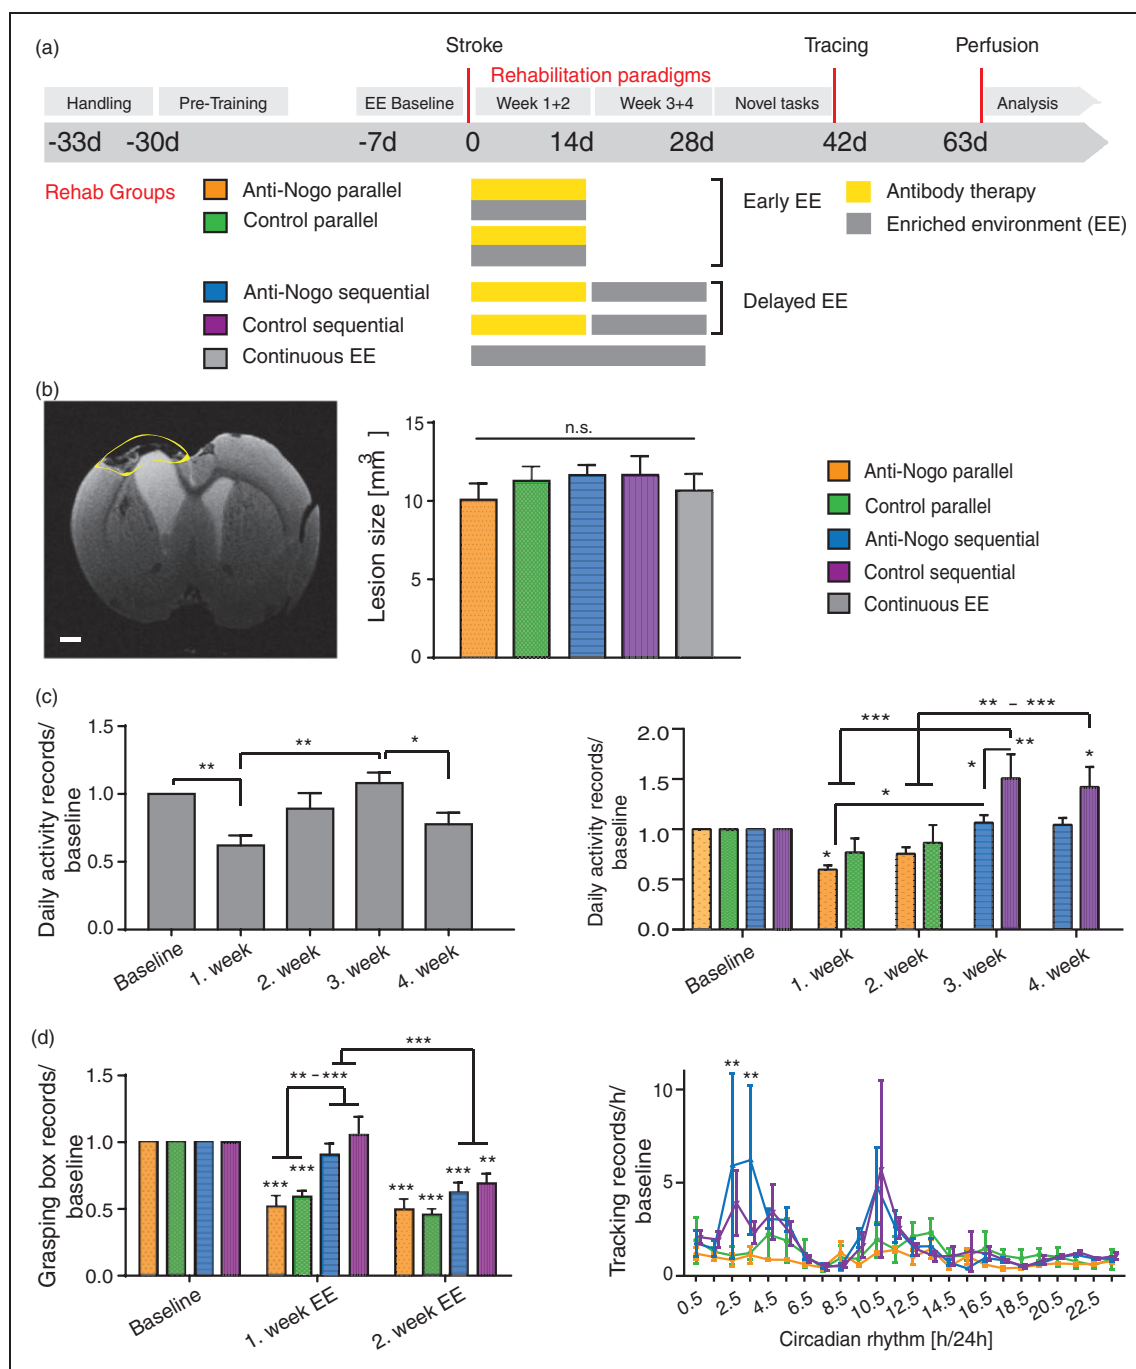 (a)
Stroke
Tracing
Perfusion
Rehabilitation paradigms
Handling
Pre-Training
EE Baseline
Week 1+2
Week 3+4
Novel tasks
Analysis
-33d
-30d
-7d
0
14d
28d
42d
63d
Rehab Groups
Anti-Nogo parallel
Control parallel
Early EE
Antibody therapy
Enriched environment (EE)
Anti-Nogo sequential
Control sequential
Continuous EE
Delayed EE
(b)
Lesion size [mm3]
15
10
5
0
n.s.
Anti-Nogo parallel
Control parallel
Anti-Nogo sequential
Control sequential
Continuous EE
(c)
Daily activity records/
baseline
1.5
1.0
0.5
0.0
**
**
*
Baseline
1. week
2. week
3. week
4. week
Daily activity records/
baseline
2.0
1.5
1.0
0.5
0.0
** – ***
***
**
*
*
*
*
Baseline
1. week
2. week
3. week
4. week
(d)
Grasping box records/
baseline
1.5
1.0
0.5
0.0
***
** – ***
***
***
***
***
***
**
Baseline
1. week EE
2. week EE
Tracking records/h/
baseline
10
5
0
**
**
0.5
2.5
4.5
6.5
8.5
10.5
12.5
14.5
16.5
18.5
20.5
22.5
Circadian rhythm [h/24h]